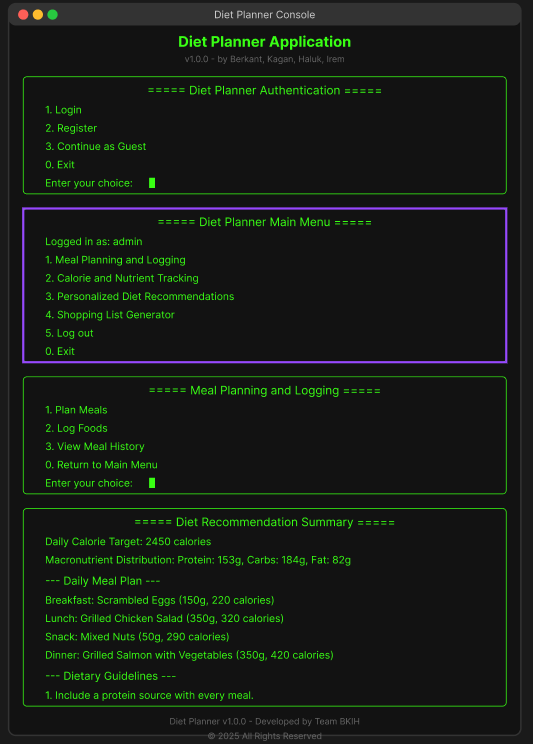 Diet Planner Console
Diet Planner Application
v1.0.0 - by Berkant, Kagan, Haluk, Irem
===== Diet Planner Authentication =====
1. Login
2. Register
3. Continue as Guest
0. Exit
Enter your choice:
===== Diet Planner Main Menu =====
Logged in as: admin
1. Meal Planning and Logging
2. Calorie and Nutrient Tracking
3. Personalized Diet Recommendations
4. Shopping List Generator
5. Log out
0. Exit
===== Meal Planning and Logging =====
1. Plan Meals
2. Log Foods
3. View Meal History
0. Return to Main Menu
Enter your choice:
===== Diet Recommendation Summary =====
Daily Calorie Target: 2450 calories
Macronutrient Distribution: Protein: 153g, Carbs: 184g, Fat: 82g
--- Daily Meal Plan ---
Breakfast: Scrambled Eggs (150g, 220 calories)
Lunch: Grilled Chicken Salad (350g, 320 calories)
Snack: Mixed Nuts (50g, 290 calories)
Dinner: Grilled Salmon with Vegetables (350g, 420 calories)
--- Dietary Guidelines ---
1. Include a protein source with every meal.
Diet Planner v1.0.0 - Developed by Team BKIH
© 2025 All Rights Reserved